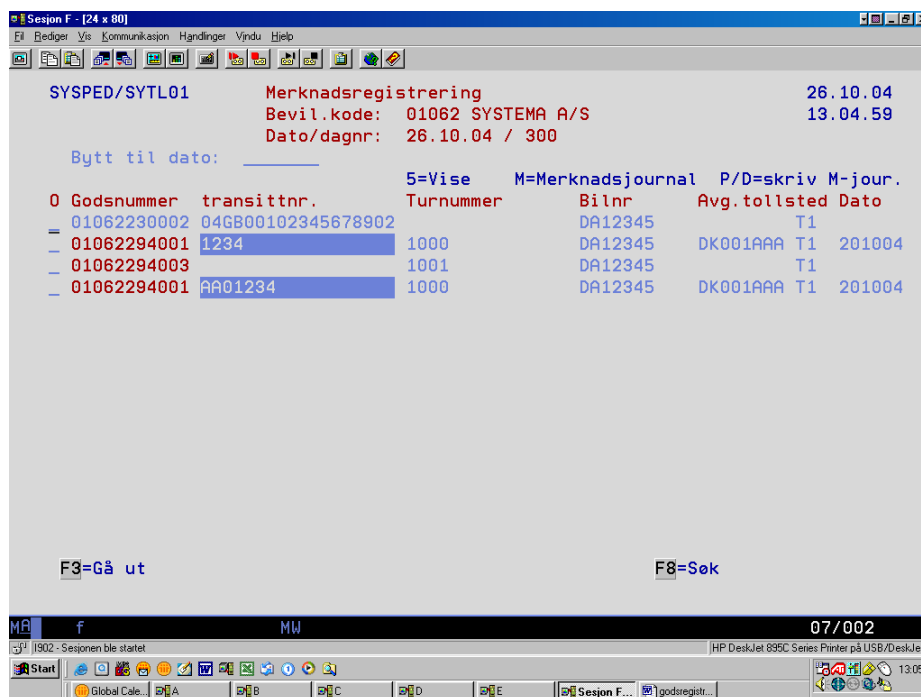 Sesjon F - [24 x 80]
Fil Rediger Vis Kommunikasjon Handlinger Vindu Hjelp
SYSPED/SYTL01 Merknadsregistrering 26.10.04
Bevil.kode: 01062 SYSTEMA A/S 13.04.59
Dato/dagnr: 26.10.04 / 300
Bytt til dato:
5=Vise M=Merknadsjournal P/D=skriv M-jour.
O Godsnummer transittnr. Turnummer Bilnr Avg.tollsted Dato
01062230002 04GB00102345678902 DA12345 T1
01062294001 1234 1000 DA12345 DK001AAA T1 201004
01062294003 1001 DA12345 T1
01062294001 AA01234 1000 DA12345 DK001AAA T1 201004
F3=Gå ut F8=Søk
MA f MW 07/002
I902 - Sesjonen ble startet HP DeskJet 895C Series Printer på USB/DeskJe
Start 13:05
Global Cale... A B C D E Sesjon F... godsregistr...